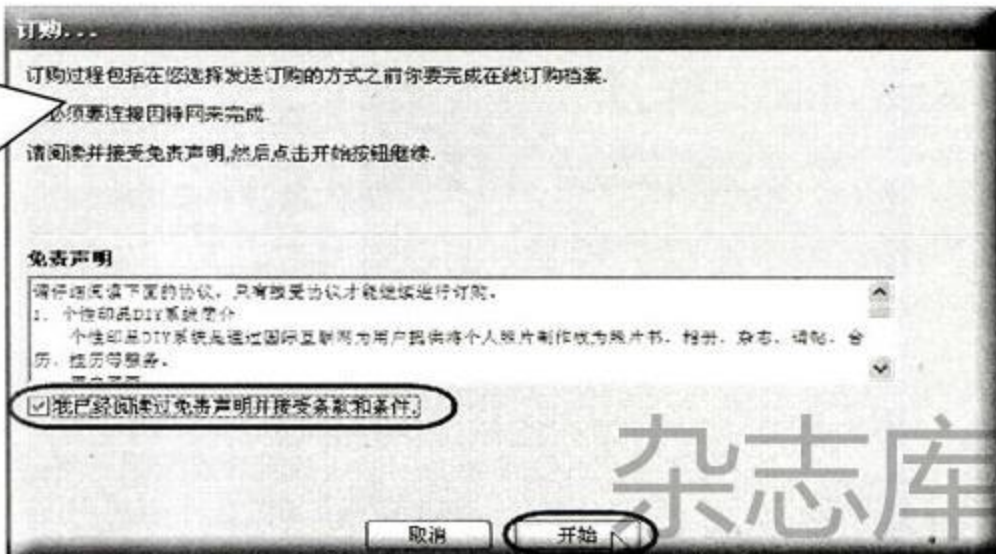 订购...
订购过程包括在您选择发送订购的方式之前你要完成在线订购档案.
必须要连接因特网来完成.
请阅读并接受免责声明,然后点击开始按钮继续.
免责声明
请仔细阅读下面的协议，只有接受协议才能继续进行订购。
1. 个性印品DIY系统简介
个性印品DIY系统是通过国际互联网为用户提供将个人照片制作成为照片书、相册、杂志、请帖、台
历、挂历等服务。
我已经阅读过免责声明并接受条款和条件.
取消
开始
杂志库